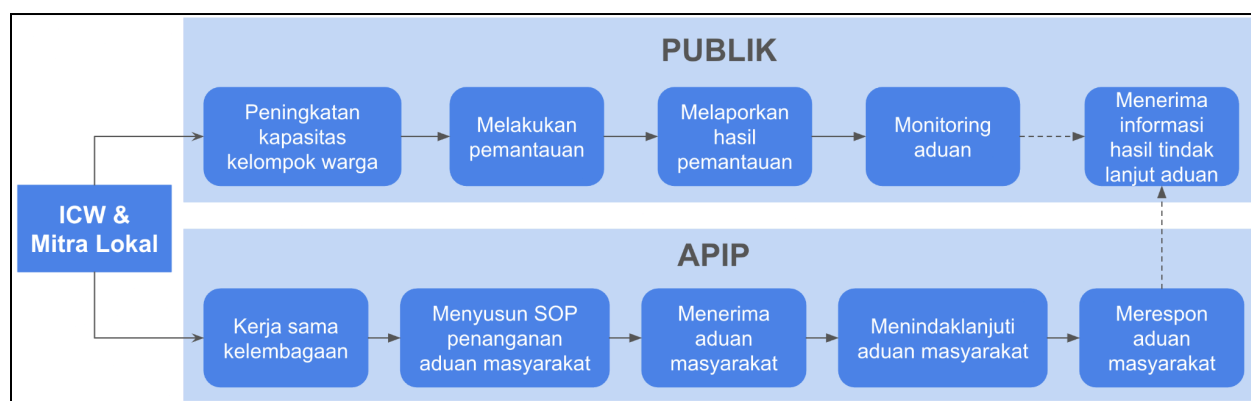 PUBLIK
Peningkatan
kapasitas
kelompok warga
Melakukan
pemantauan
Melaporkan
hasil
pemantauan
Monitoring
aduan
Menerima
informasi
hasil tindak
lanjut aduan
ICW &
Mitra Lokal
APIP
Kerja sama
kelembagaan
Menyusun SOP
penanganan
aduan masyarakat
Menerima
aduan
masyarakat
Menindaklanjuti
aduan masyarakat
Merespon
aduan
masyarakat